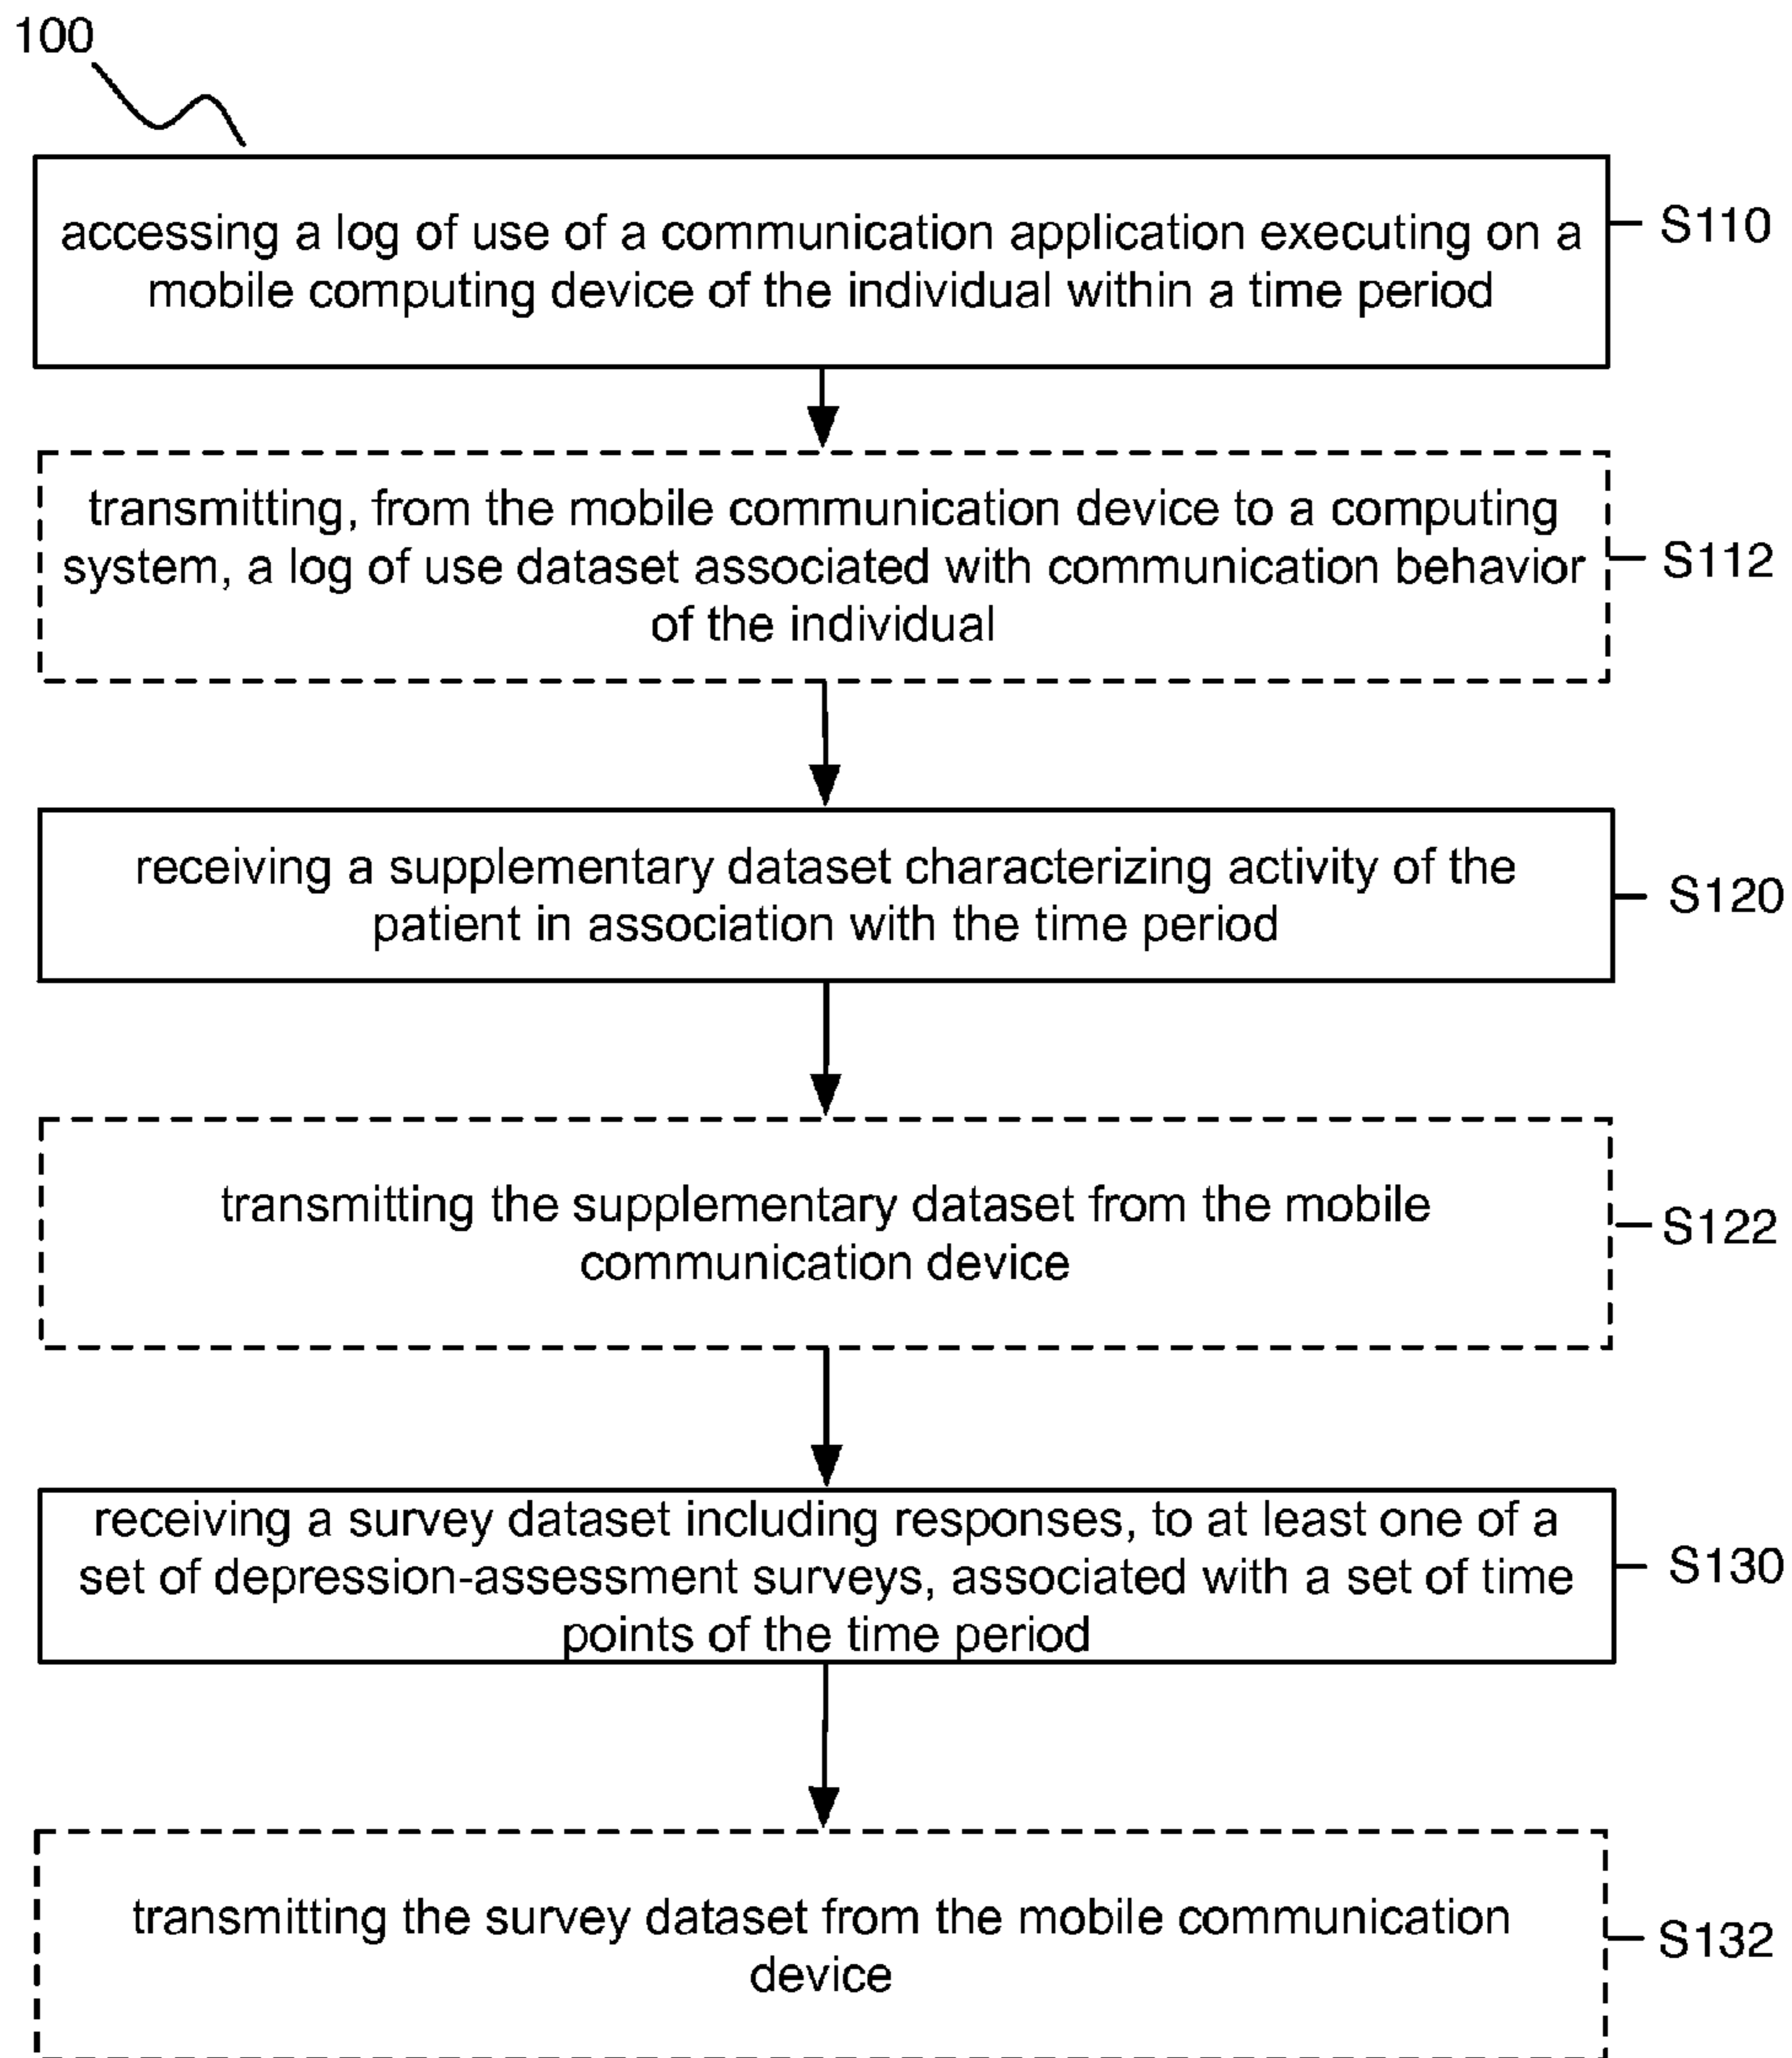 100
accessing a log of use of a communication application executing on a
mobile computing device of the individual within a time period
S110
transmitting, from the mobile communication device to a computing
system, a log of use dataset associated with communication behavior
of the individual
S112
receiving a supplementary dataset characterizing activity of the
patient in association with the time period
S120
transmitting the supplementary dataset from the mobile
communication device
S122
receiving a survey dataset including responses, to at least one of a
set of depression-assessment surveys, associated with a set of time
points of the time period
S130
transmitting the survey dataset from the mobile communication
device
S132